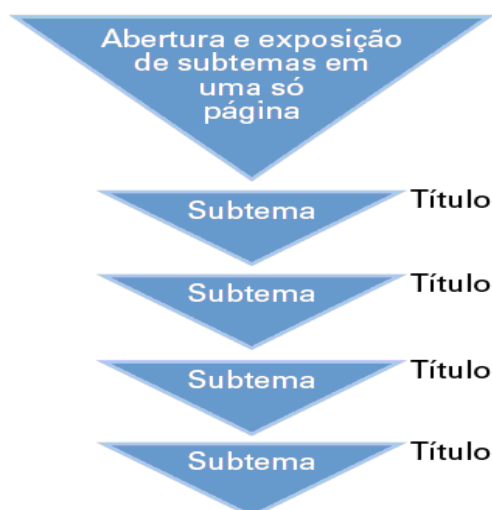 Abertura e exposição
de subtemas em
uma só
página
Subtema
Título
Subtema
Título
Subtema
Título
Subtema
Título